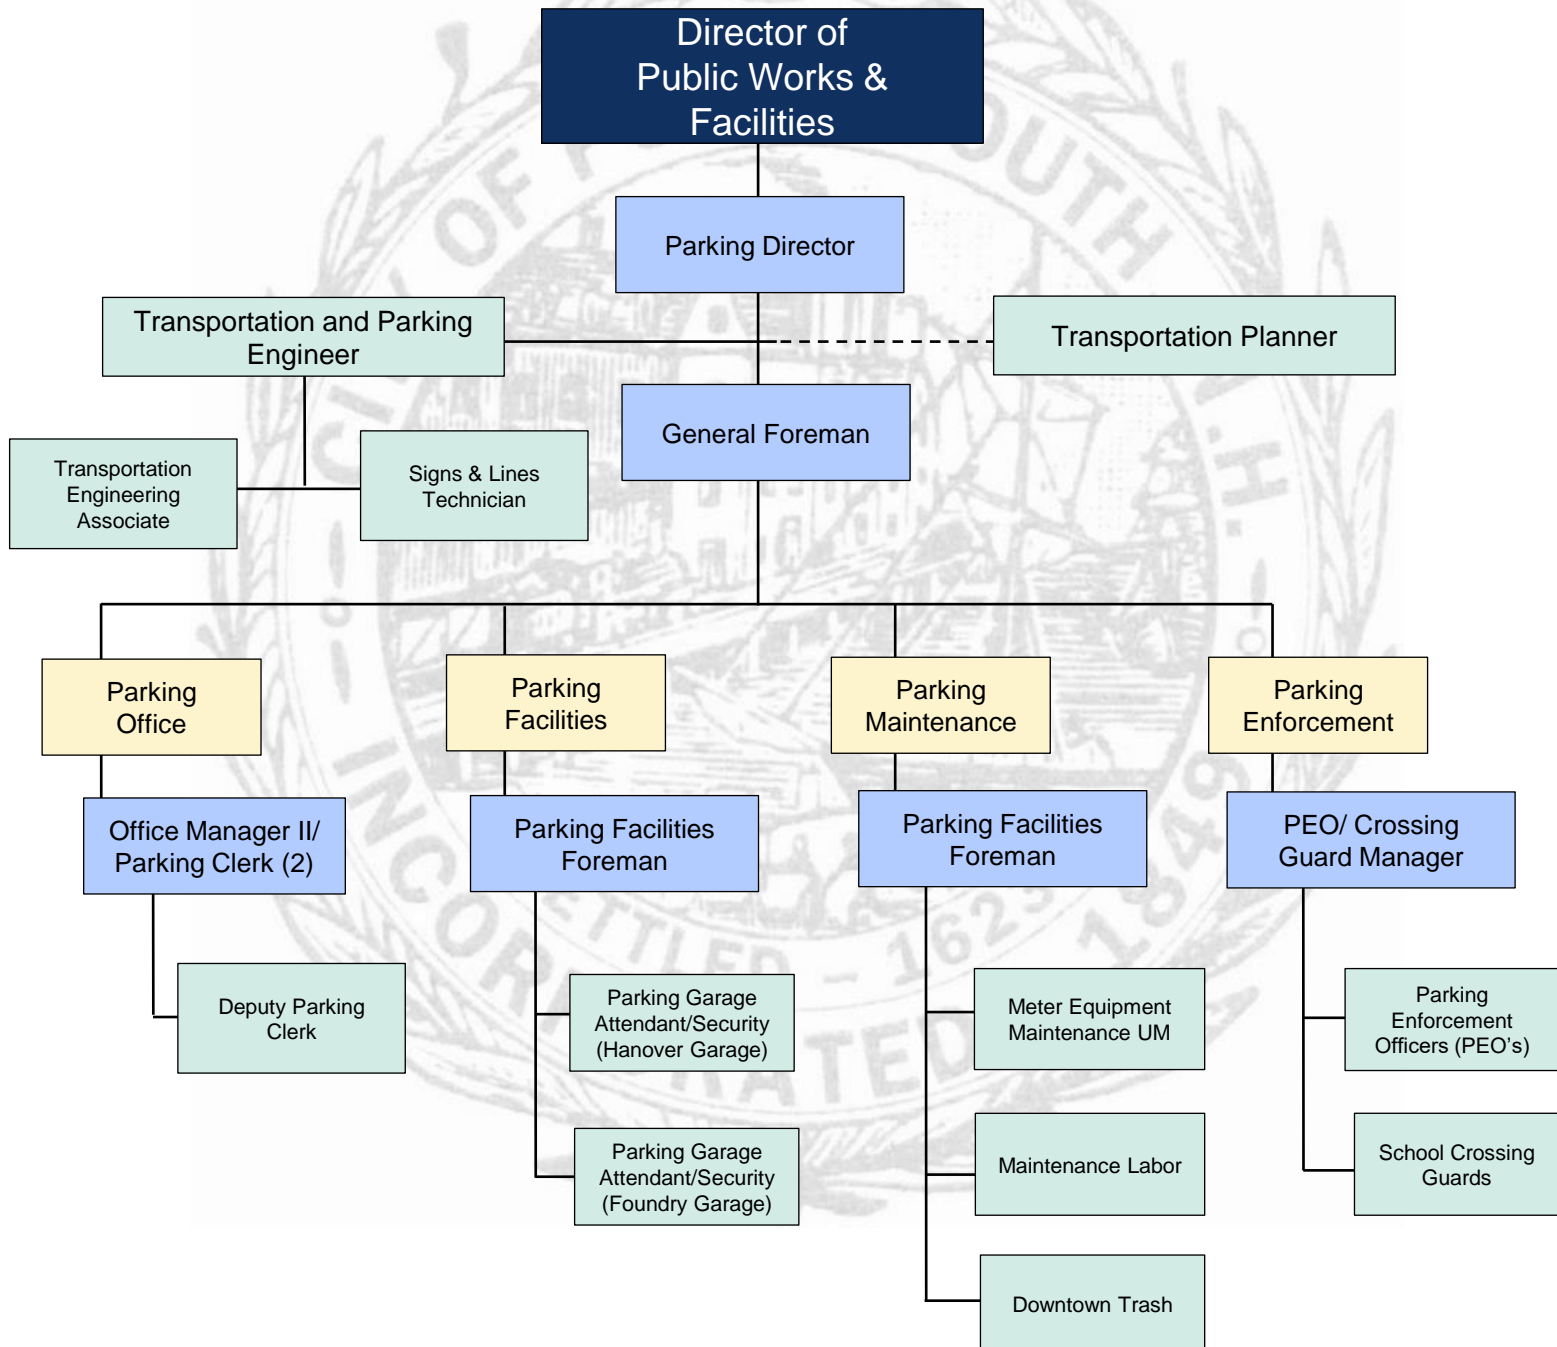 Director of
Public Works &
Facilities
Parking Director
Transportation and Parking
Engineer
Transportation Planner
General Foreman
Transportation
Engineering
Associate
Signs & Lines
Technician
Parking
Office
Parking
Facilities
Parking
Maintenance
Parking
Enforcement
Office Manager II/
Parking Clerk (2)
Parking Facilities
Foreman
Parking Facilities
Foreman
PEO/ Crossing
Guard Manager
Deputy Parking
Clerk
Parking Garage
Attendant/Security
(Hanover Garage)
Meter Equipment
Maintenance UM
Parking
Enforcement
Officers (PEO’s)
Parking Garage
Attendant/Security
(Foundry Garage)
Maintenance Labor
School Crossing
Guards
Downtown Trash
INCORPORATED 1849
1623